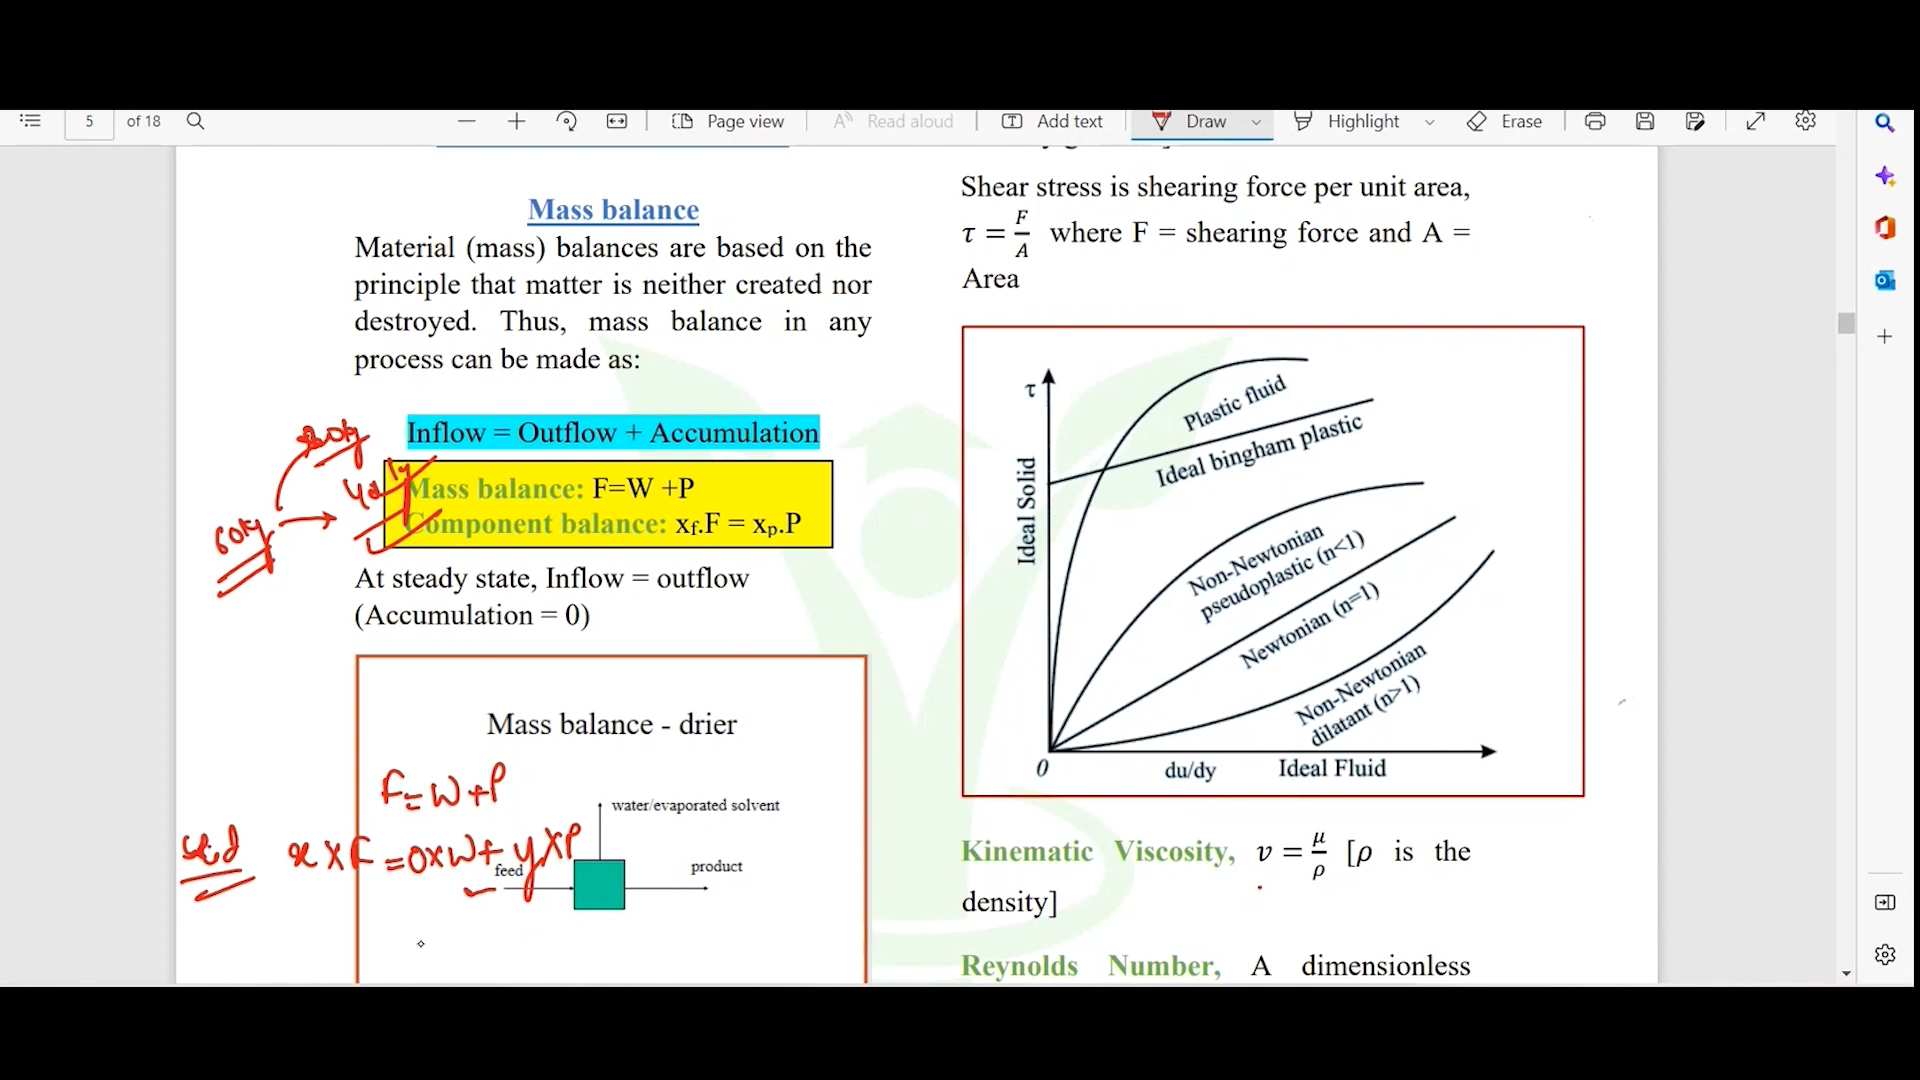 5 of 18
Page view
Read aloud
Add text
Draw
Highlight
Erase
Mass balance
Material (mass) balances are based on the
principle that matter is neither created nor
destroyed. Thus, mass balance in any
process can be made as:
Inflow = Outflow + Accumulation
Mass balance: F=W +P
Component balance: xf.F = xp.P
60kg
At steady state, Inflow = outflow
(Accumulation = 0)
Mass balance - drier
F=W+P
water/evaporated solvent
x×F=0×W+y×P
feed
product
Shear stress is shearing force per unit area,
τ = F/A where F = shearing force and A =
Area
τ
Ideal Solid
Plastic fluid
Ideal bingham plastic
Non-Newtonian
pseudoplastic (n<1)
Newtonian (n=1)
Non-Newtonian
dilatant (n>1)
0
du/dy
Ideal Fluid
Kinematic Viscosity, v = μ/ρ [ρ is the
density]
Reynolds Number, A dimensionless